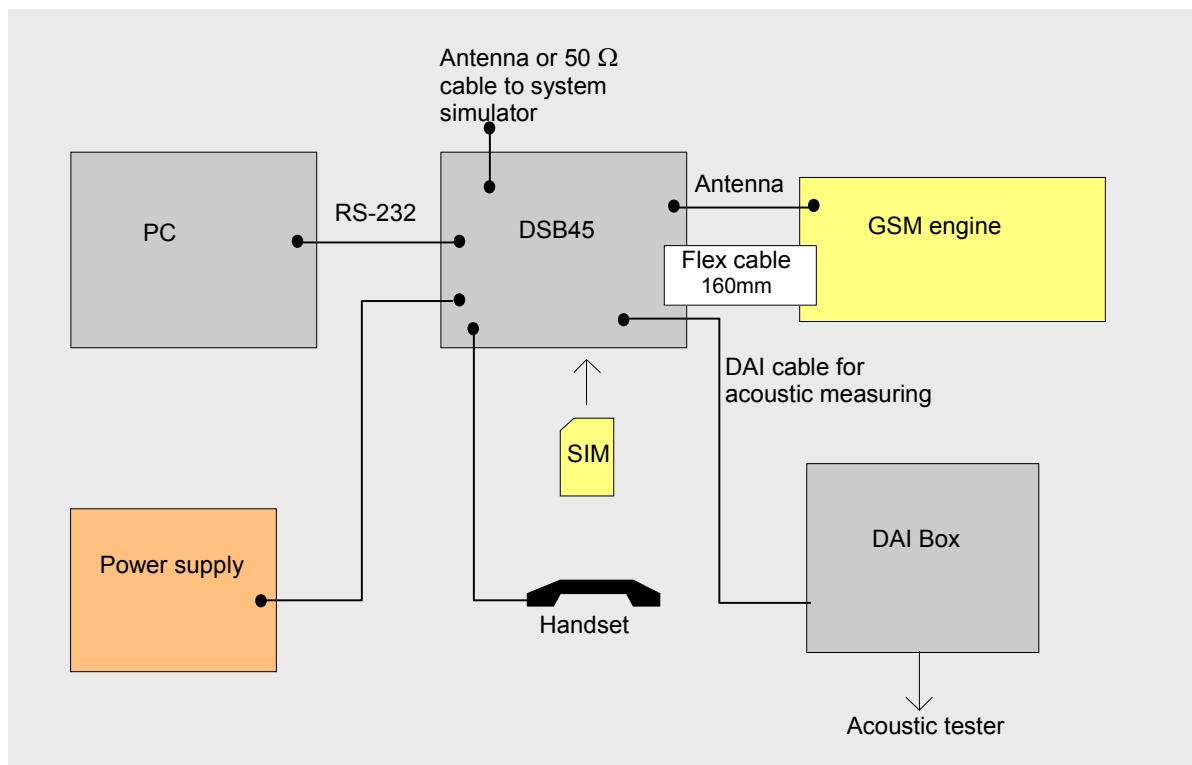 Antenna or 50 Ω
cable to system
simulator
PC
RS-232
DSB45
Antenna
GSM engine
Flex cable
160mm
DAI cable for
acoustic measuring
SIM
Power supply
DAI Box
Handset
Acoustic tester